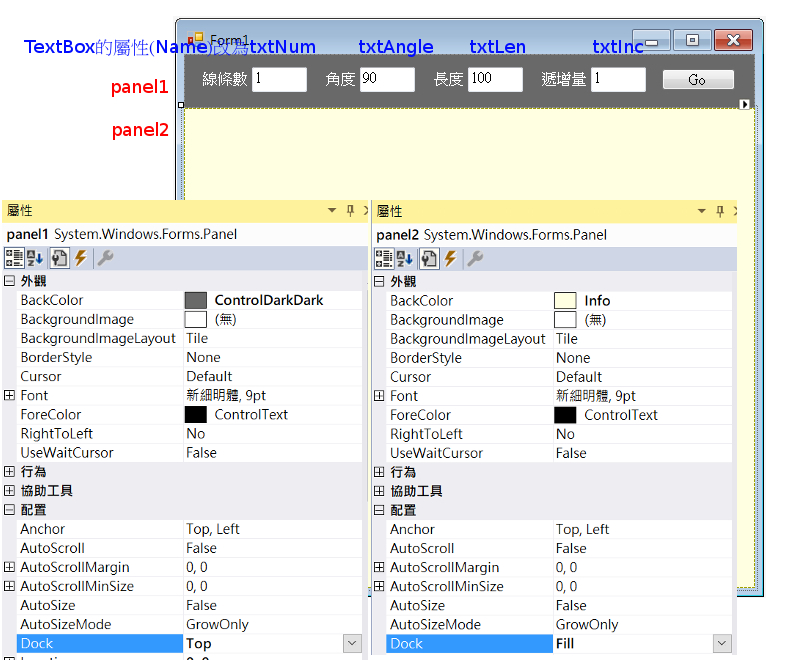 Form1
TextBox的屬性(Name)改為txtNum txtAngle txtLen txtInc
panel1 線條數 1 角度 90 長度 100 遞增量 1 Go
panel2
屬性
panel1 System.Windows.Forms.Panel
外觀
BackColor ControlDarkDark
BackgroundImage (無)
BackgroundImageLayout Tile
BorderStyle None
Cursor Default
Font 新細明體, 9pt
ForeColor ControlText
RightToLeft No
UseWaitCursor False
行為
協助工具
配置
Anchor Top, Left
AutoScroll False
AutoScrollMargin 0, 0
AutoScrollMinSize 0, 0
AutoSize False
AutoSizeMode GrowOnly
Dock Top
屬性
panel2 System.Windows.Forms.Panel
外觀
BackColor Info
BackgroundImage (無)
BackgroundImageLayout Tile
BorderStyle None
Cursor Default
Font 新細明體, 9pt
ForeColor ControlText
RightToLeft No
UseWaitCursor False
行為
協助工具
配置
Anchor Top, Left
AutoScroll False
AutoScrollMargin 0, 0
AutoScrollMinSize 0, 0
AutoSize False
AutoSizeMode GrowOnly
Dock Fill